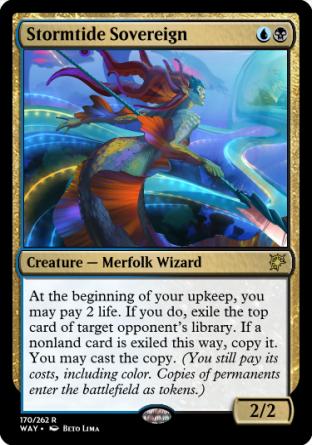 Stormtide Sovereign
Creature — Merfolk Wizard
At the beginning of your upkeep, you
may pay 2 life. If you do, exile the top
card of target opponent's library. If a
nonland card is exiled this way, copy it.
You may cast the copy. (You still pay its
costs, including color. Copies of permanents
enter the battlefield as tokens.)
2/2
170/262 R
WAY • Beto Lima